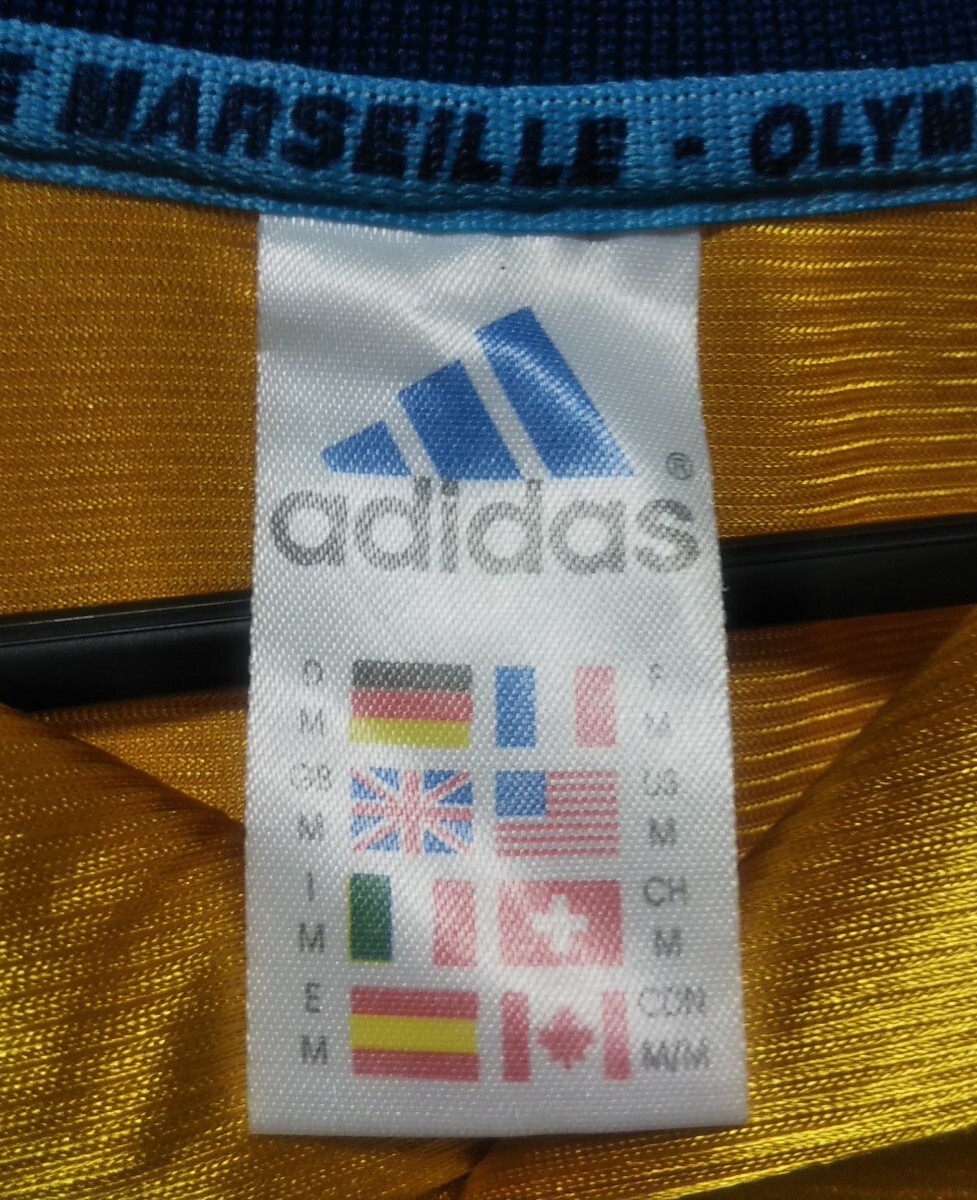 E MARSEILLE - OLYM
adidas®
D F
M M
GB US
M M
I CH
M M
E CDN
M M/M